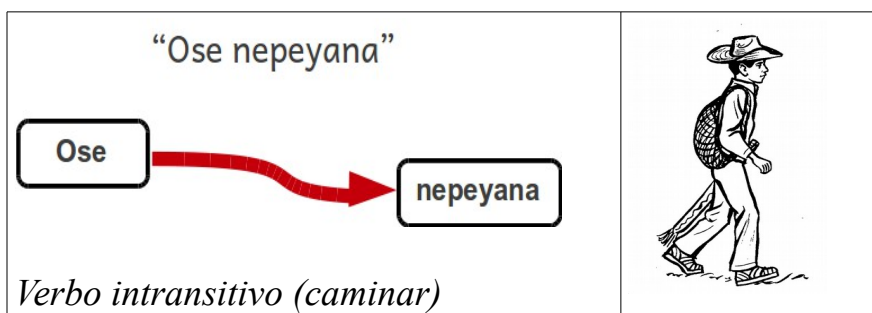 “Ose nepeyana”
Ose
nepeyana
Verbo intransitivo (caminar)